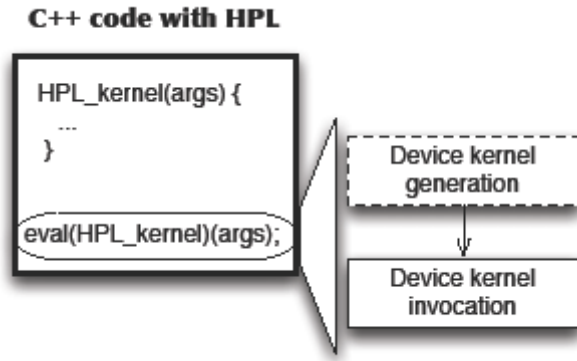 C++ code with HPL
HPL_kernel(args) {
...
}
eval(HPL_kernel)(args);
Device kernel
generation
Device kernel
invocation